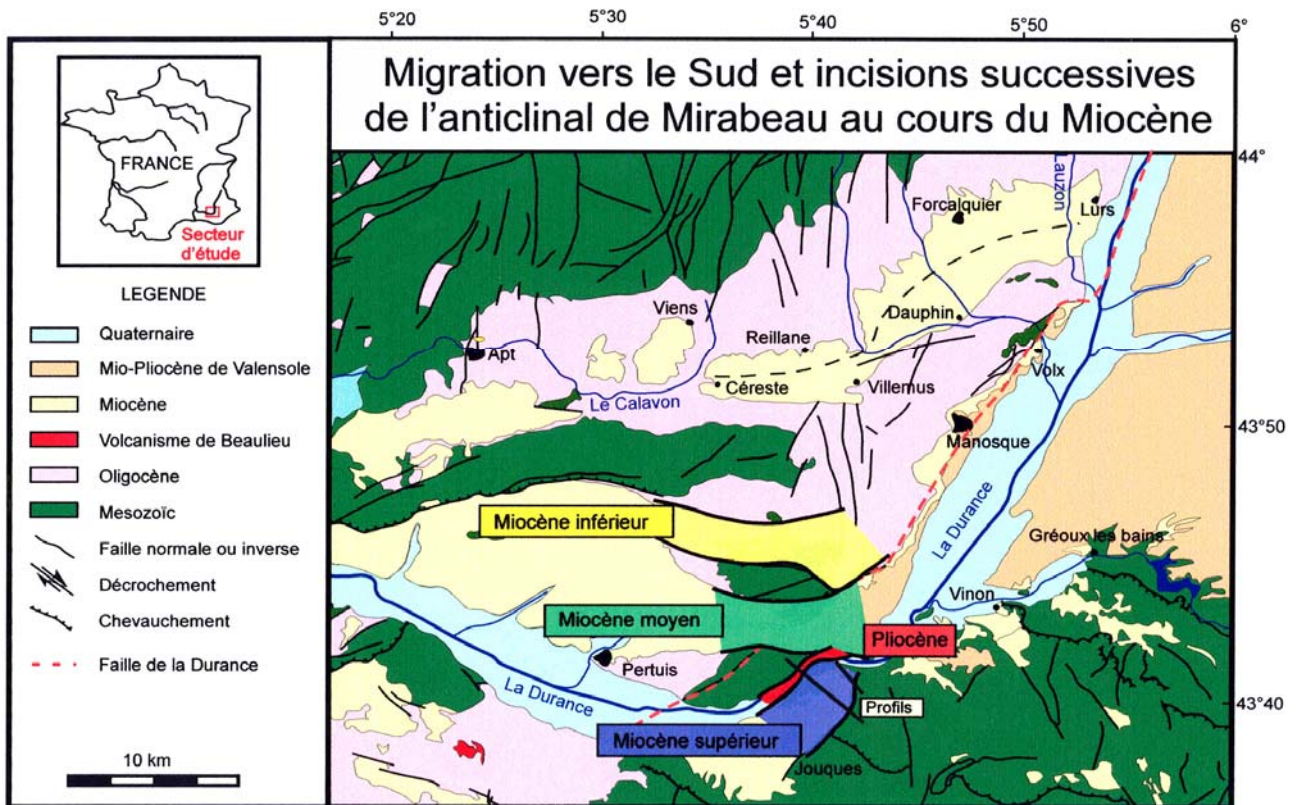 5°20
5°30
5°40
5°50
6°
Migration vers le Sud et incisions successives
de l'anticlinal de Mirabeau au cours du Miocène
FRANCE
Secteur
d'étude
LEGENDE
Quaternaire
Mio-Pliocène de Valensole
Miocène
Volcanisme de Beaulieu
Oligocène
Mesozoïc
Faille normale ou inverse
Décrochement
Chevauchement
Faille de la Durance
10 km
44°
Lauzon
Forcalquier
Lurs
Viens
Dauphin
Reillane
Apt
Volx
Céreste
Villemus
Le Calavon
43°50
Manosque
Miocène inférieur
La Durance
Gréoux les bains
Vinon
Miocène moyen
Pliocène
Pertuis
La Durance
Profils
43°40
Miocène supérieur
Jouques